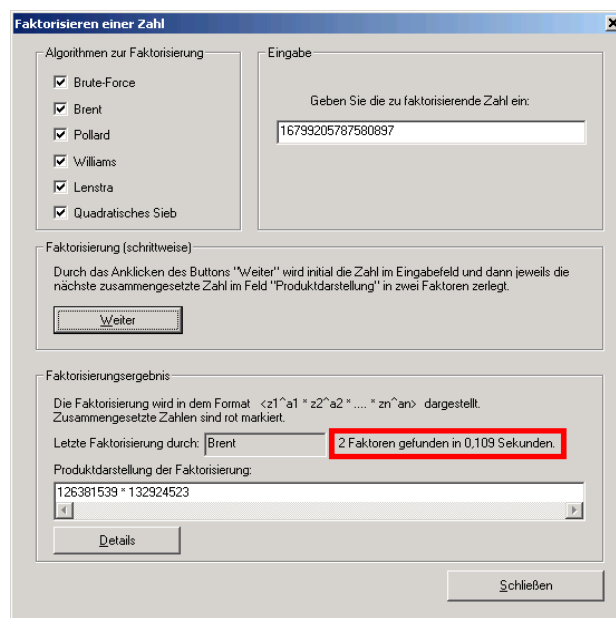 Faktorisieren einer Zahl
Algorithmen zur Faktorisierung
Brute-Force
Brent
Pollard
Williams
Lenstra
Quadratisches Sieb
Eingabe
Geben Sie die zu faktorisierende Zahl ein:
16799205787580897
Faktorisierung (schrittweise)
Durch das Anklicken des Buttons "Weiter" wird initial die Zahl im Eingabefeld und dann jeweils die
nächste zusammengesetzte Zahl im Feld "Produktdarstellung" in zwei Faktoren zerlegt.
Weiter
Faktorisierungsergebnis
Die Faktorisierung wird in dem Format <z1^a1 * z2^a2 * .... * zn^an> dargestellt.
Zusammengesetzte Zahlen sind rot markiert.
Letzte Faktorisierung durch: Brent 2 Faktoren gefunden in 0,109 Sekunden.
Produktdarstellung der Faktorisierung:
126381539 * 132924523
Details
Schließen